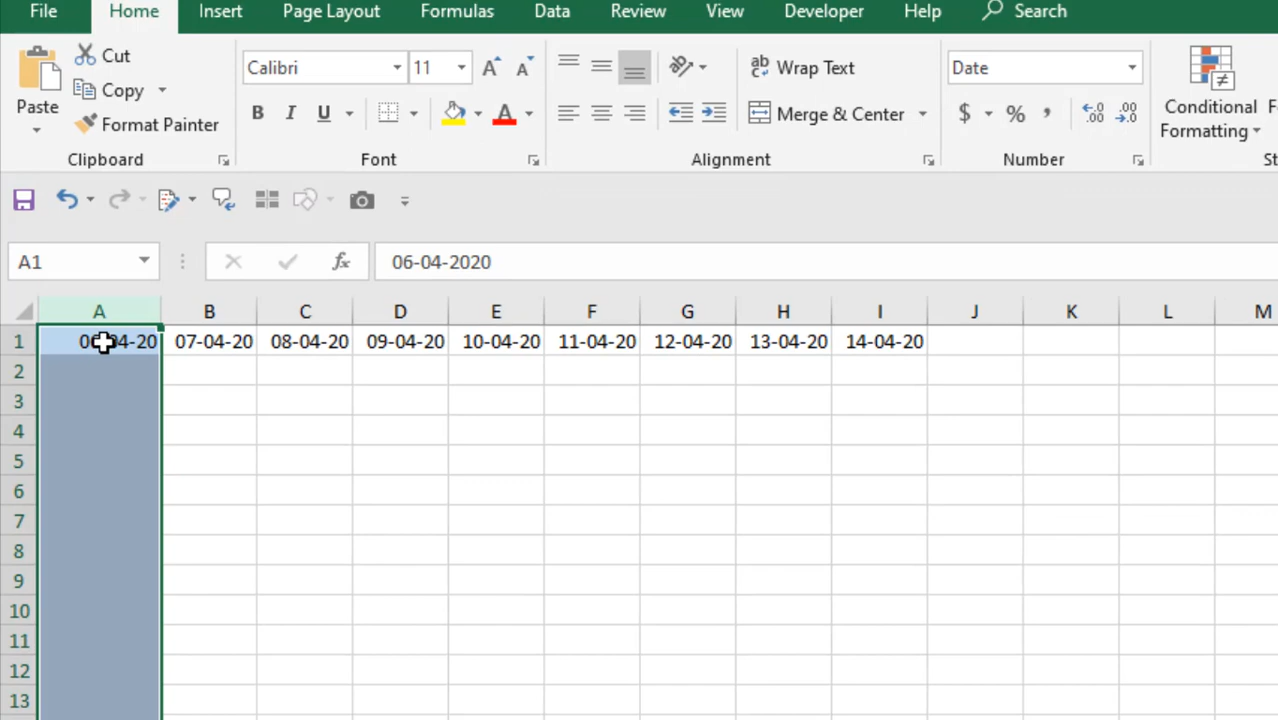 File Home Insert Page Layout Formulas Data Review View Developer Help Search
Paste Cut Copy Format Painter
Clipboard
Calibri 11 A A
B I U A
Font
ab Wrap Text
Merge & Center
Alignment
Date
$ % , .00
Number
Conditional
Formatting
A1 fx 06-04-2020
A B C D E F G H I J K L M
1 07-04-20 08-04-20 09-04-20 10-04-20 11-04-20 12-04-20 13-04-20 14-04-20
2
3
4
5
6
7
8
9
10
11
12
13